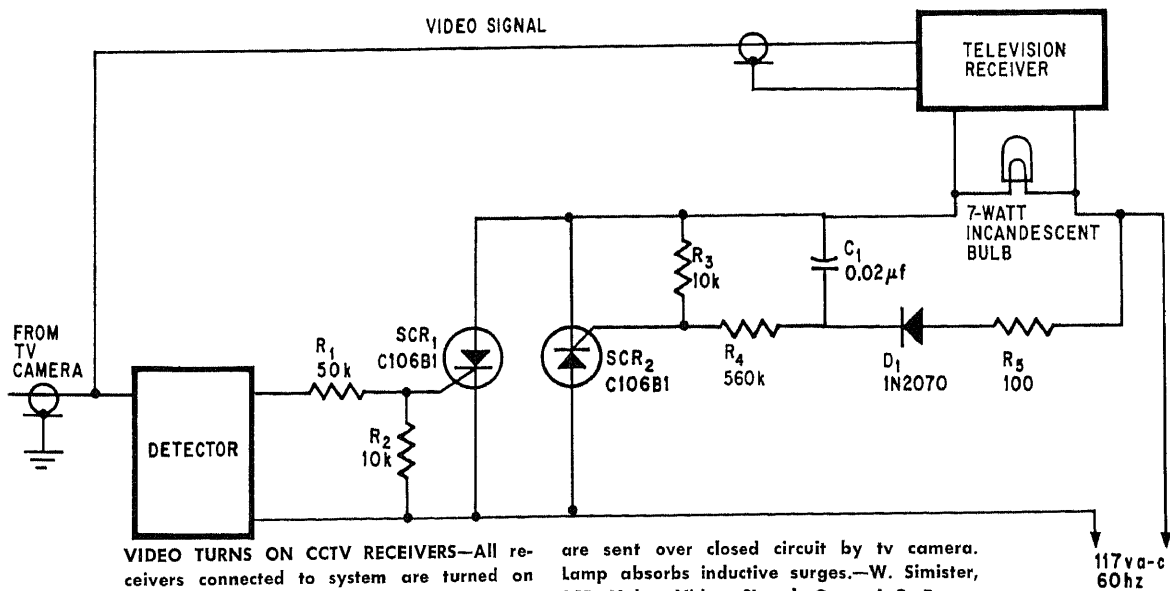 VIDEO SIGNAL
TELEVISION
RECEIVER
7-WATT
INCANDESCENT
BULB
R3
10k
C1
0.02μf
FROM
TV
CAMERA
R1
50k
SCR1
C106B1
SCR2
C106B1
R4
560k
D1
1N2070
R5
100
DETECTOR
R2
10k
117 v a-c
60hz
VIDEO TURNS ON CCTV RECEIVERS—All re-
ceivers connected to system are turned on
are sent over closed circuit by tv camera.
Lamp absorbs inductive surges.—W. Simister,